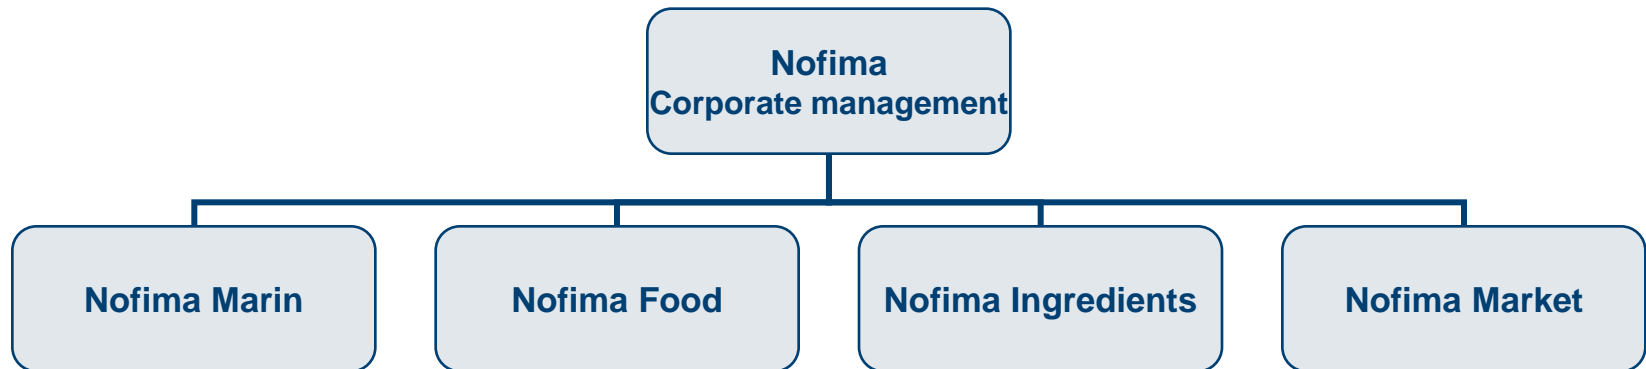 Nofima
Corporate management
Nofima Marin
Nofima Food
Nofima Ingredients
Nofima Market